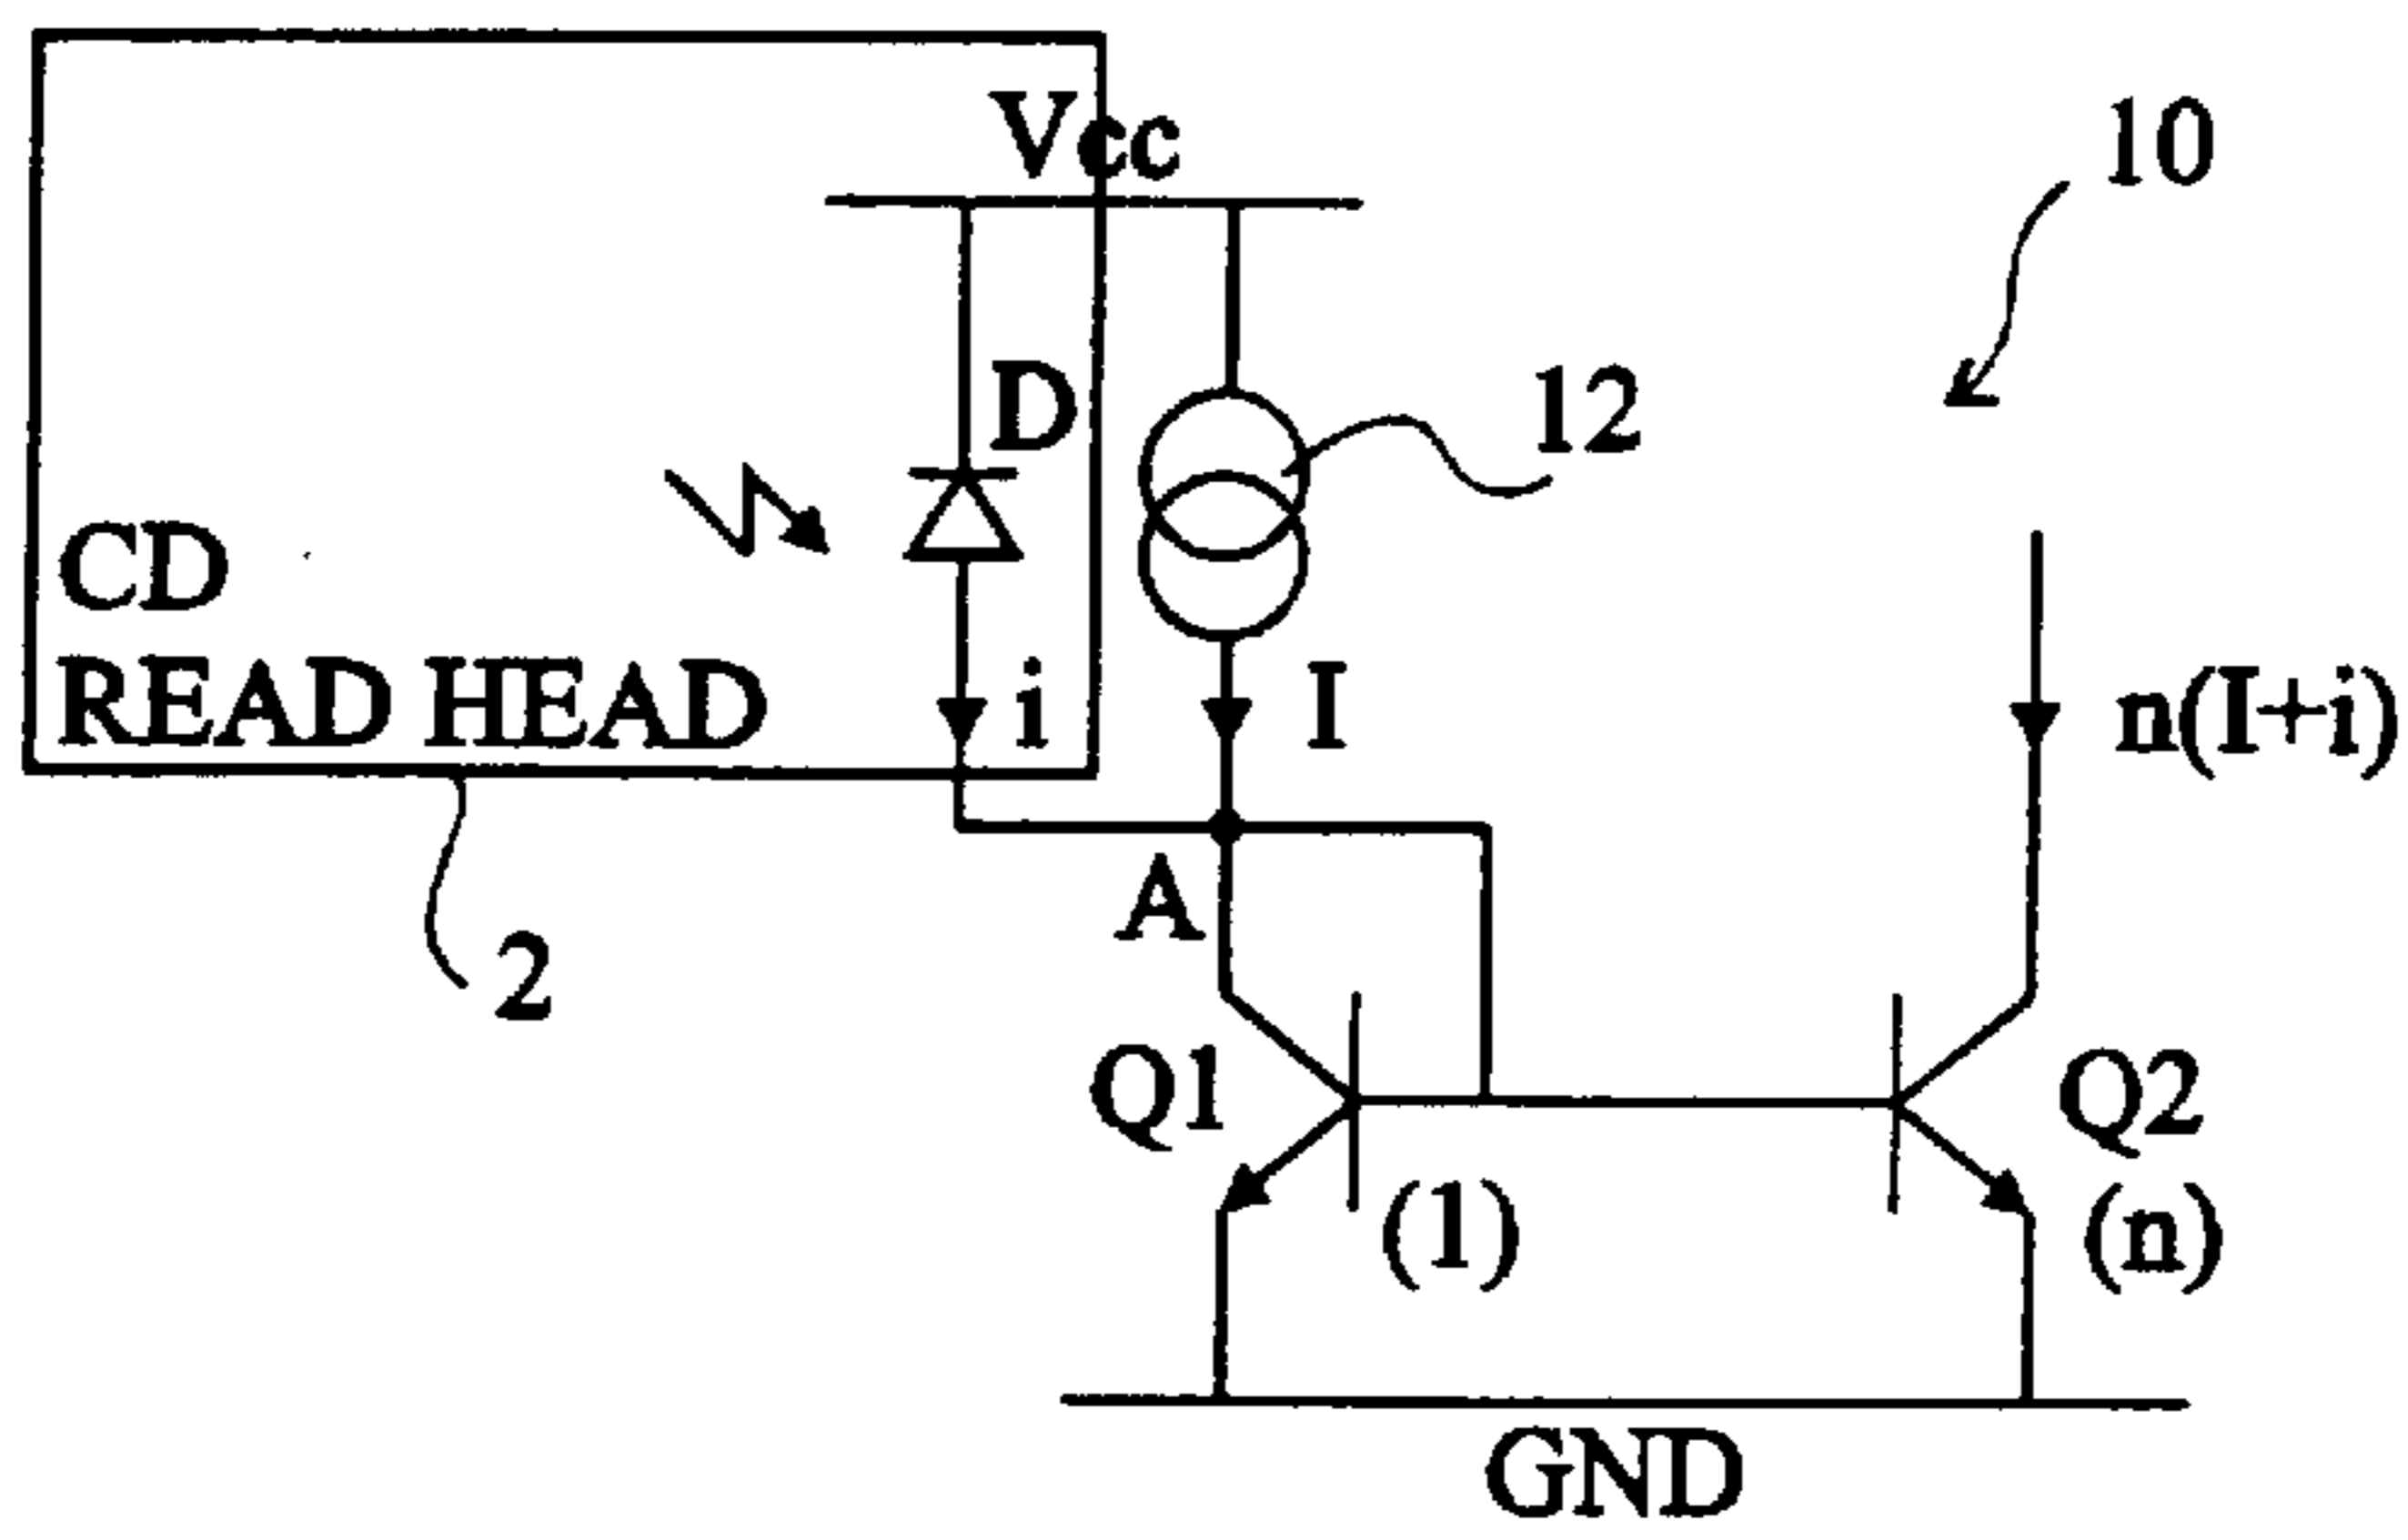 Vcc
10
D
12
CD
READ HEAD
i
I
n(I+i)
A
2
Q1
Q2
(1)
(n)
GND